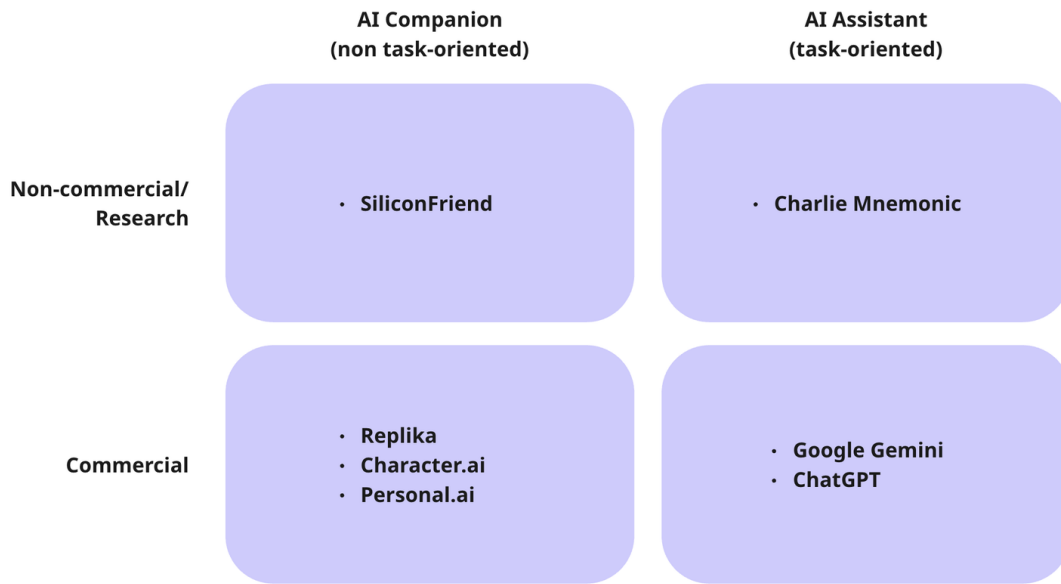 AI Companion
(non task-oriented)
AI Assistant
(task-oriented)
Non-commercial/
Research
· SiliconFriend
· Charlie Mnemonic
Commercial
· Replika
· Character.ai
· Personal.ai
· Google Gemini
· ChatGPT